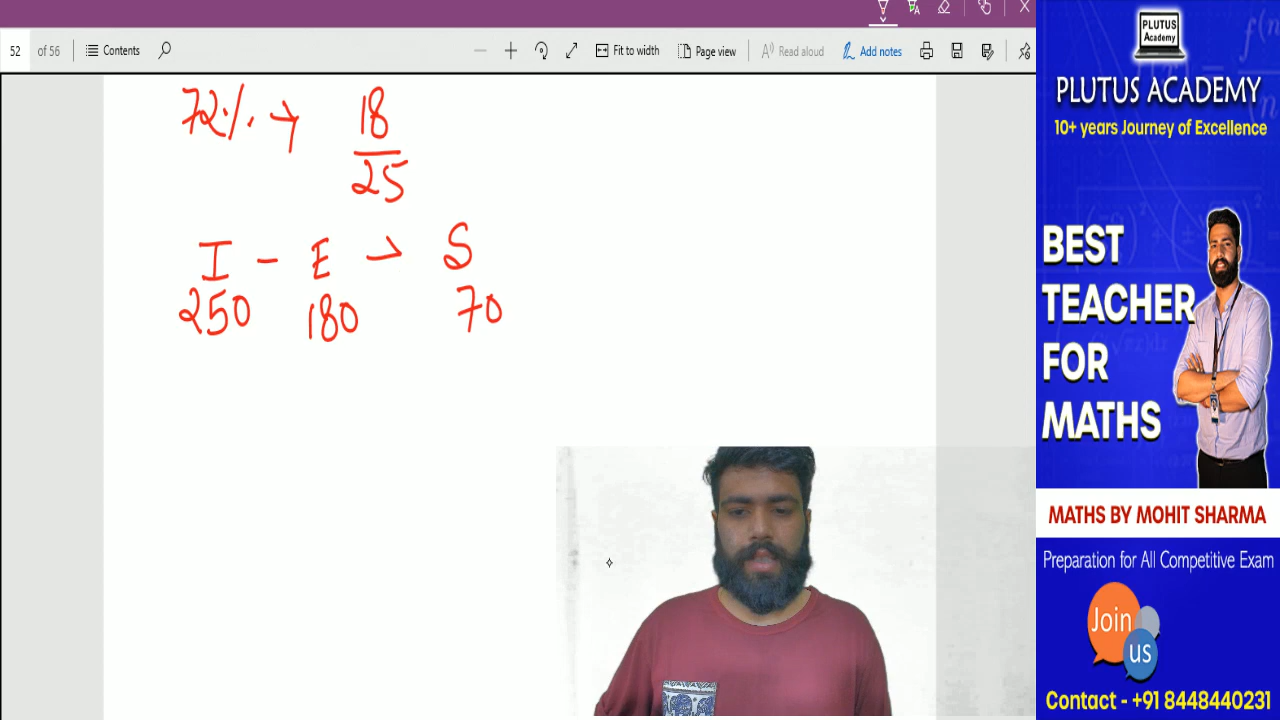 52 of 56 Contents Fit to width Page view Read aloud Add notes
72% → 18/25
I - E → S
250 180 70
PLUTUS
Academy
PLUTUS ACADEMY
10+ years Journey of Excellence
BEST
TEACHER
FOR
MATHS
MATHS BY MOHIT SHARMA
Preparation for All Competitive Exam
Join
us
Contact - +91 8448440231